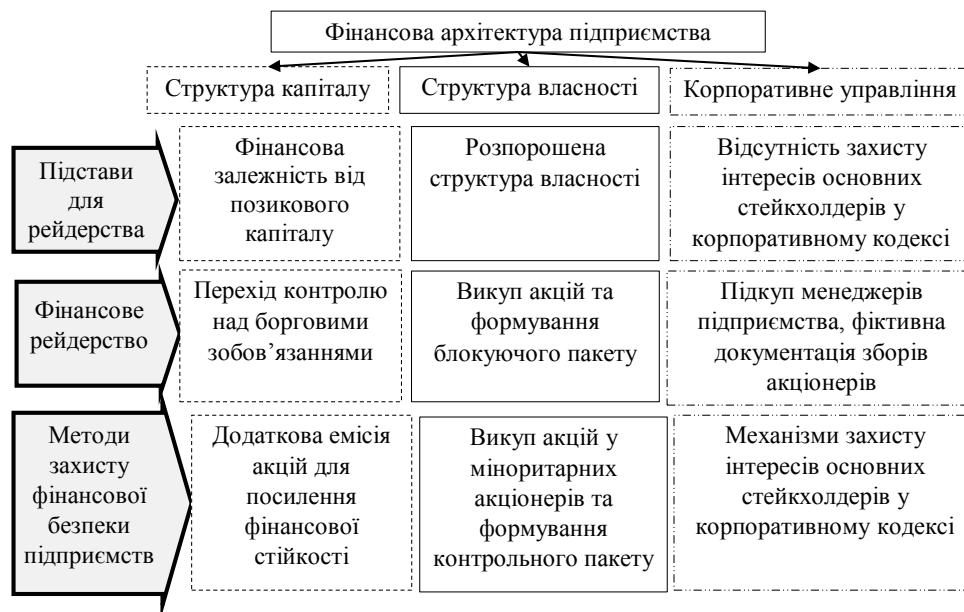 Фінансова архітектура підприємства
Структура капіталу
Структура власності
Корпоративне управління
Підстави
для
рейдерства
Фінансова
залежність від
позикового
капіталу
Розпорошена
структура власності
Відсутність захисту
інтересів основних
стейкхолдерів у
корпоративному кодексі
Фінансове
рейдерство
Перехід контролю
над борговими
зобов’язаннями
Викуп акцій та
формування
блокуючого пакету
Підкуп менеджерів
підприємства, фіктивна
документація зборів
акціонерів
Методи
захисту
фінансової
безпеки
підприємств
Додаткова емісія
акцій для
посилення
фінансової
стійкості
Викуп акцій у
міноритарних
акціонерів та
формування
контрольного пакету
Механізми захисту
інтересів основних
стейкхолдерів у
корпоративному кодексі